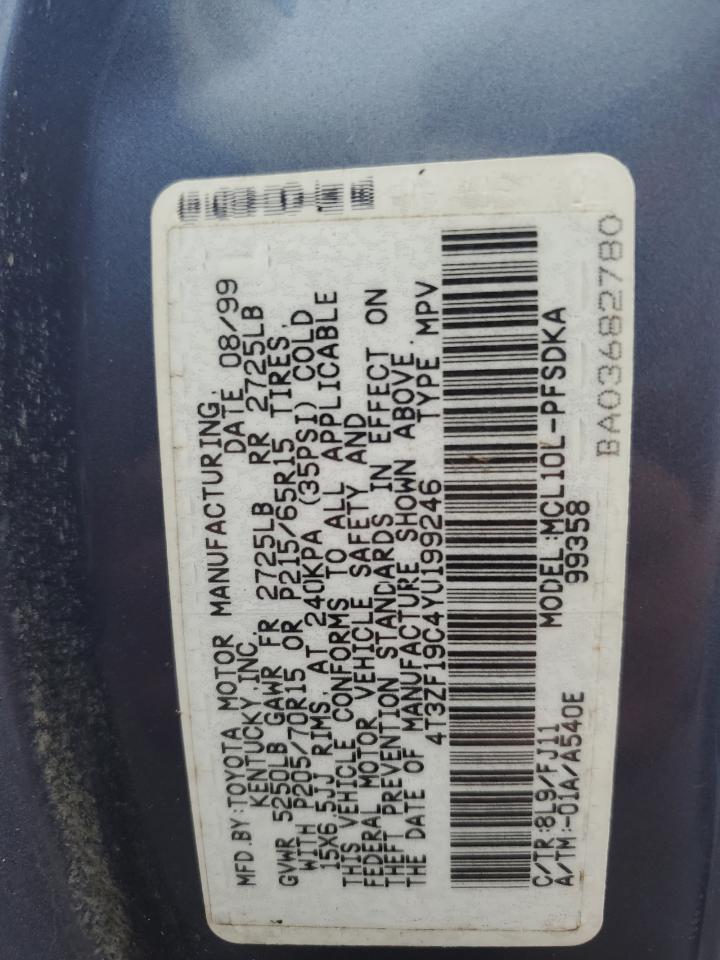 MFD.BY:TOYOTA MOTOR MANUFACTURING,
KENTUCKY,INC. DATE 08/99
GVWR 5250LB GAWR FR 2725LB RR 2725LB
WITH P205/70R15 OR P215/65R15 TIRES,
15X6.5JJ RIMS, AT 240KPA (35PSI) COLD
THIS VEHICLE CONFORMS TO ALL APPLICABLE
FEDERAL MOTOR VEHICLE SAFETY AND
THEFT PREVENTION STANDARDS IN EFFECT ON
THE DATE OF MANUFACTURE SHOWN ABOVE.
4T3ZF19C4YU199246 TYPE MPV
C/TR:8L9/FJ11 MODEL:MCL10L-PFSDKA
A/TM:-01A/A540E 99358
BA03682780